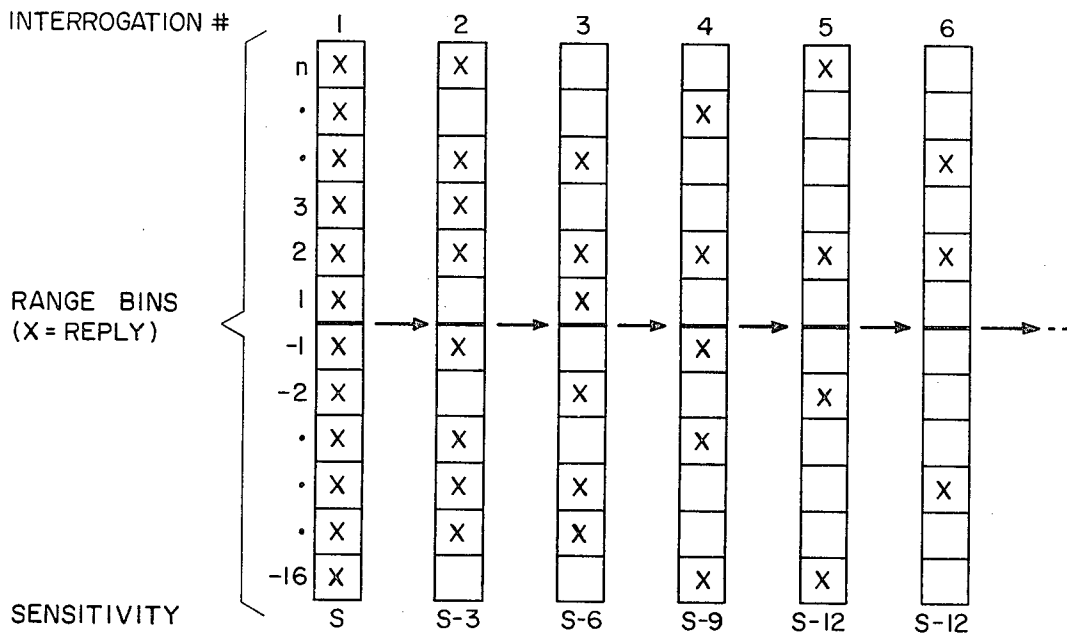 INTERROGATION # 1 2 3 4 5 6
n X X X
· X X
· X X X X
3 X X
2 X X X X X X
1 X X
RANGE BINS
(X = REPLY)
-1 X X X
-2 X X X
· X X X
· X X X X
· X X X
-16 X X X
SENSITIVITY S S-3 S-6 S-9 S-12 S-12